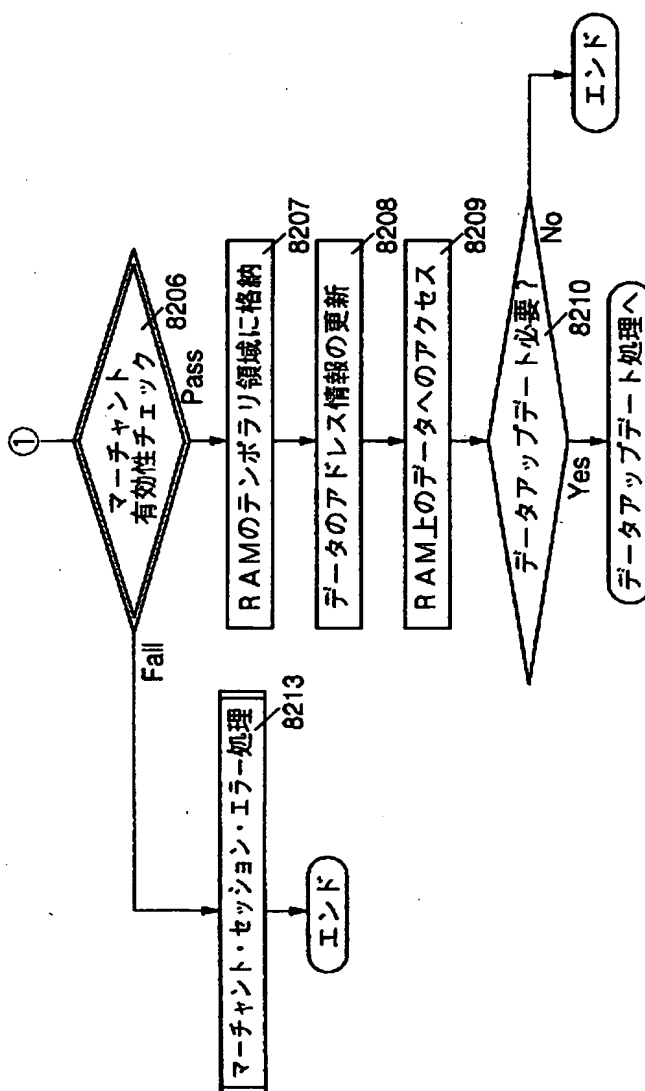 ①
マーチャント
有効性チェック
8206
Fail
Pass
RAMのテンポラリ領域に格納
8207
データのアドレス情報の更新
8208
RAM上のデータへのアクセス
8209
データアップデート必要?
8210
No
エンド
Yes
データアップデート処理へ
マーチャント・セッション・エラー処理
8213
エンド